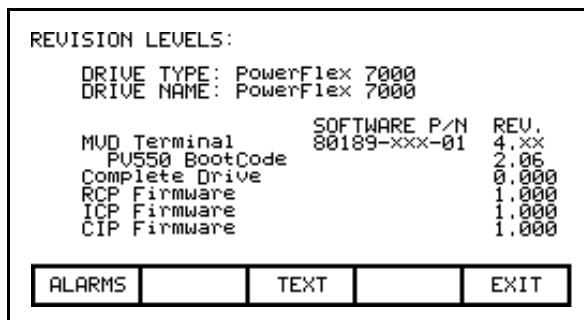 REVISION LEVELS:
DRIVE TYPE: PowerFlex 7000
DRIVE NAME: PowerFlex 7000
SOFTWARE P/N REV.
MVD Terminal 80189-xxx-01 4.xx
PV550 BootCode 2.06
Complete Drive 0.000
RCP Firmware 1.000
ICP Firmware 1.000
CIP Firmware 1.000
ALARMS TEXT EXIT